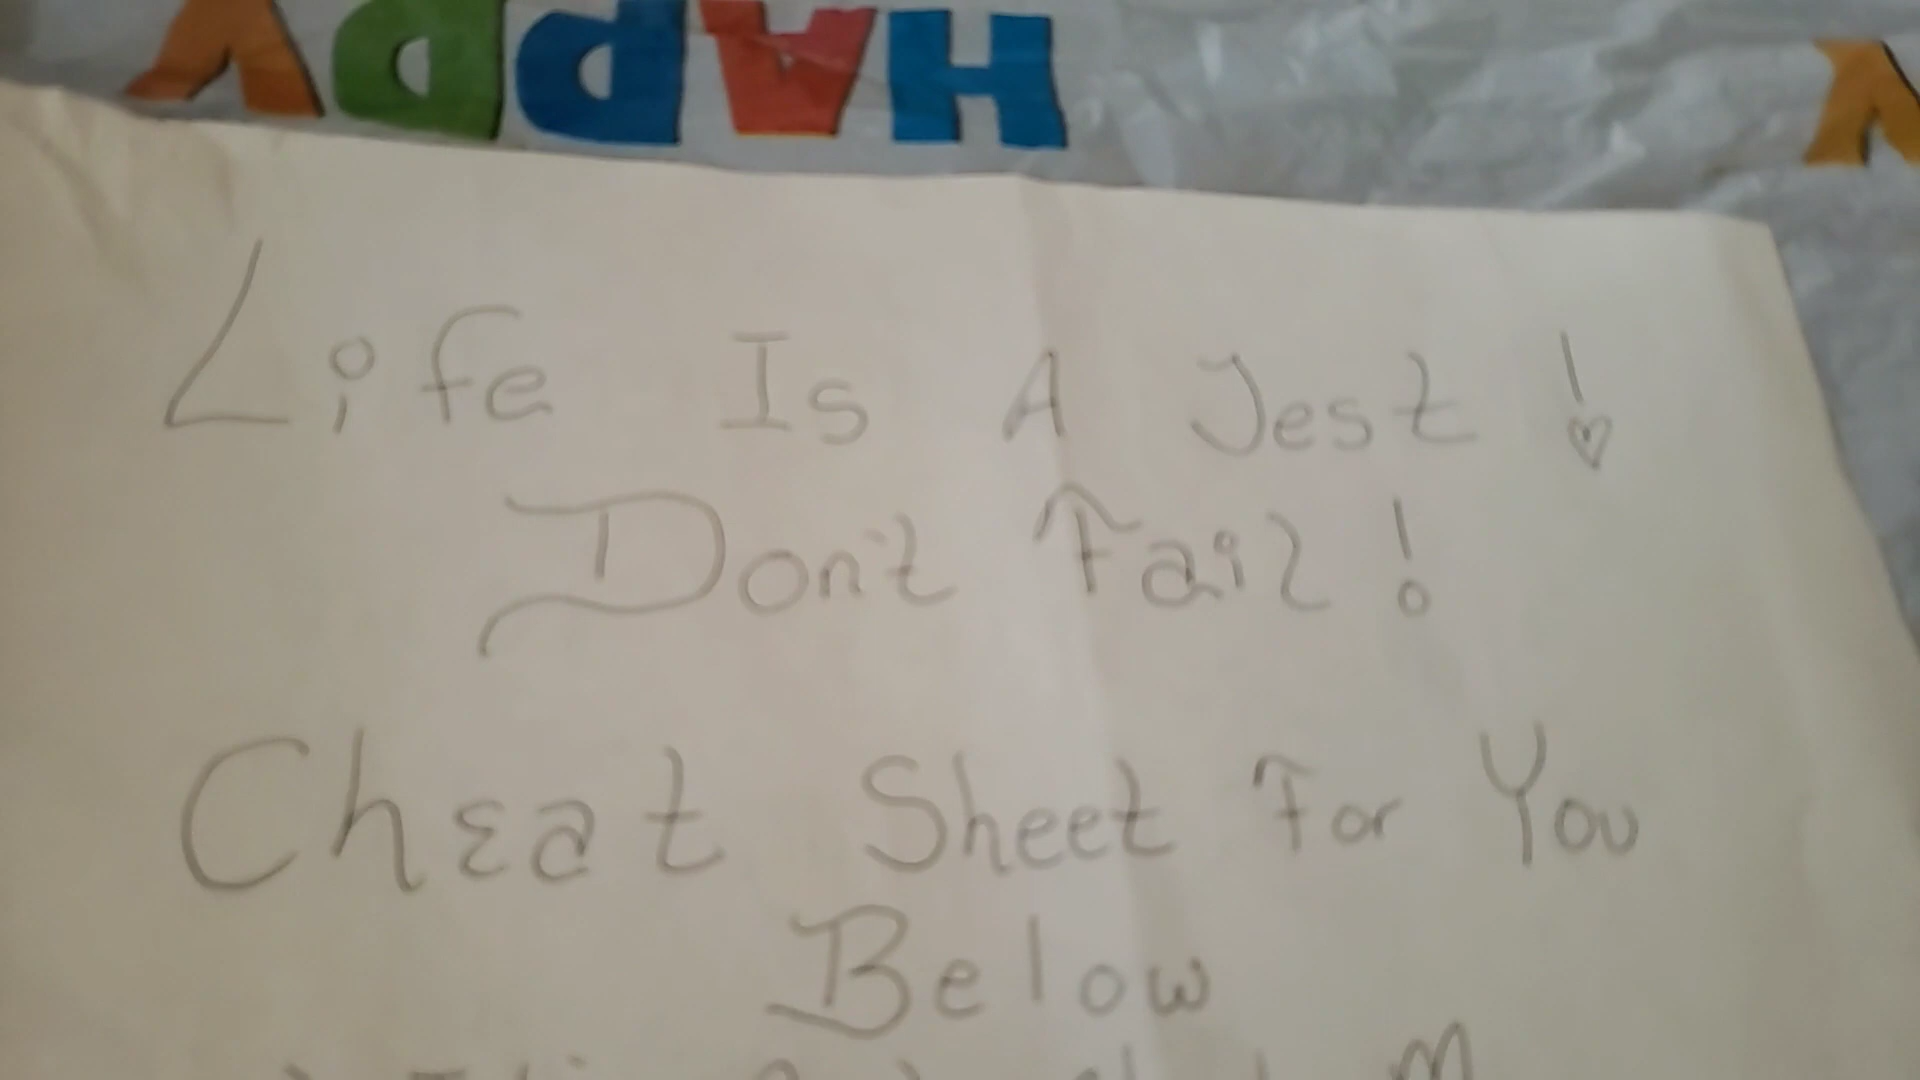 HAPPY
Life Is A Jest !
Don't Fail !
Cheat Sheet For You
Below